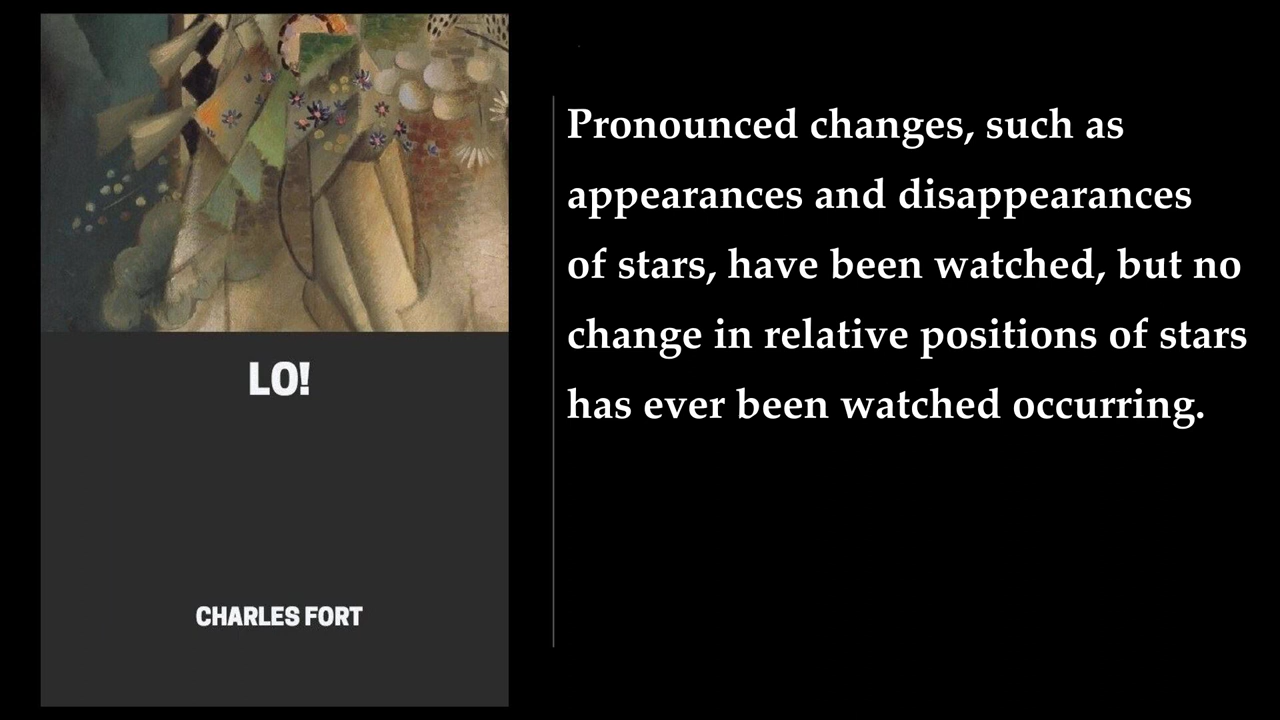 LO!
CHARLES FORT
Pronounced changes, such as
appearances and disappearances
of stars, have been watched, but no
change in relative positions of stars
has ever been watched occurring.